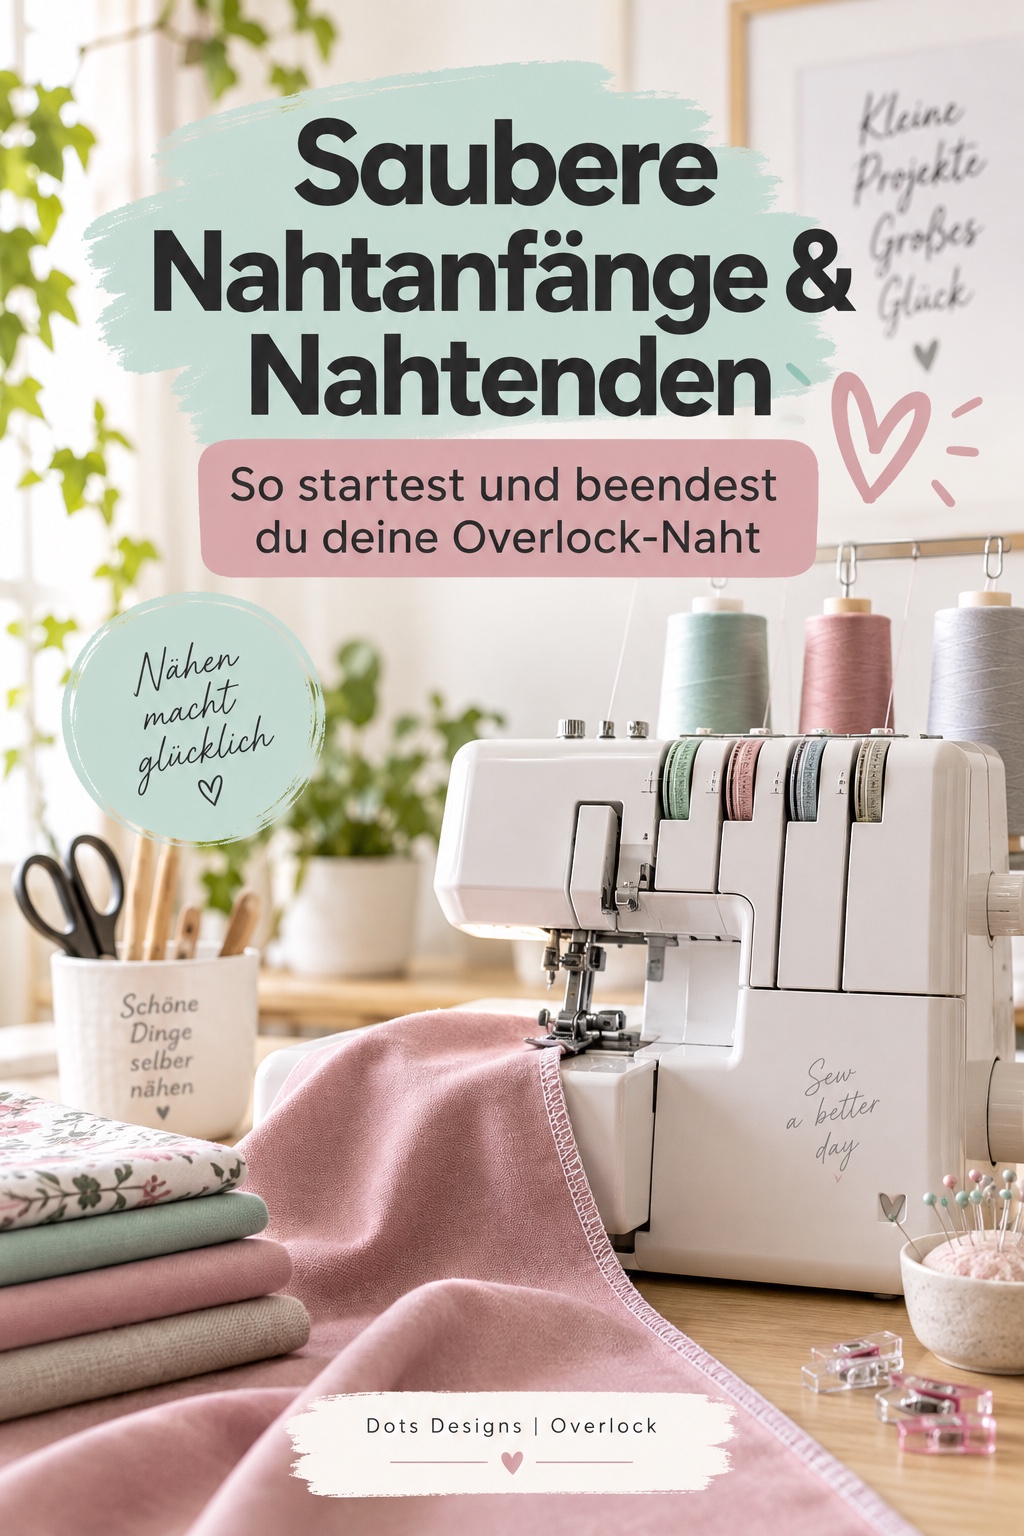 Saubere
Nahtanfänge &
Nahtenden
So startest und beendest
du deine Overlock-Naht
Kleine
Projekte
Großes
Glück
Nähen
macht
glücklich
Schöne
Dinge
selber
nähen
Sew
a better
day
Dots Designs | Overlock